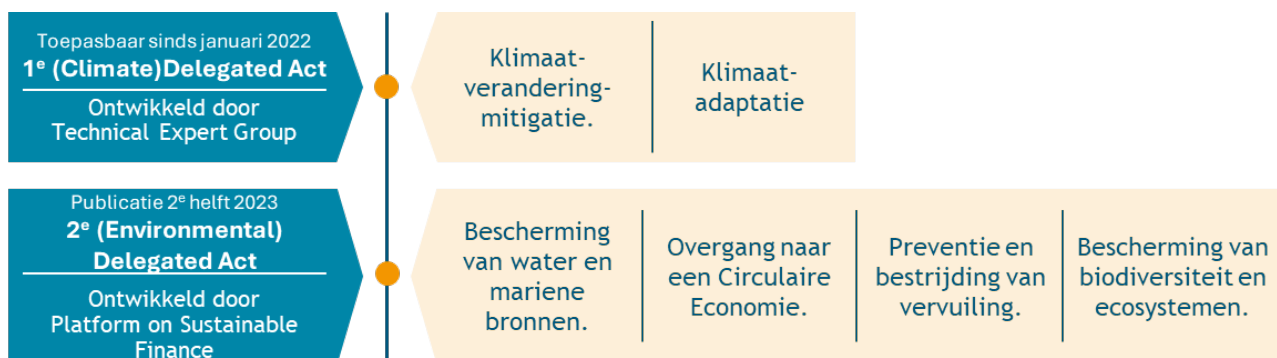 Toepasbaar sinds januari 2022
1e (Climate)Delegated Act
Ontwikkeld door
Technical Expert Group
Klimaat-
verandering-
mitigatie.
Klimaat-
adaptatie
Publicatie 2e helft 2023
2e (Environmental)
Delegated Act
Ontwikkeld door
Platform on Sustainable
Finance
Bescherming
van water en
mariene
bronnen.
Overgang naar
een Circulaire
Economie.
Preventie en
bestrijding van
vervuiling.
Bescherming van
biodiversiteit en
ecosystemen.